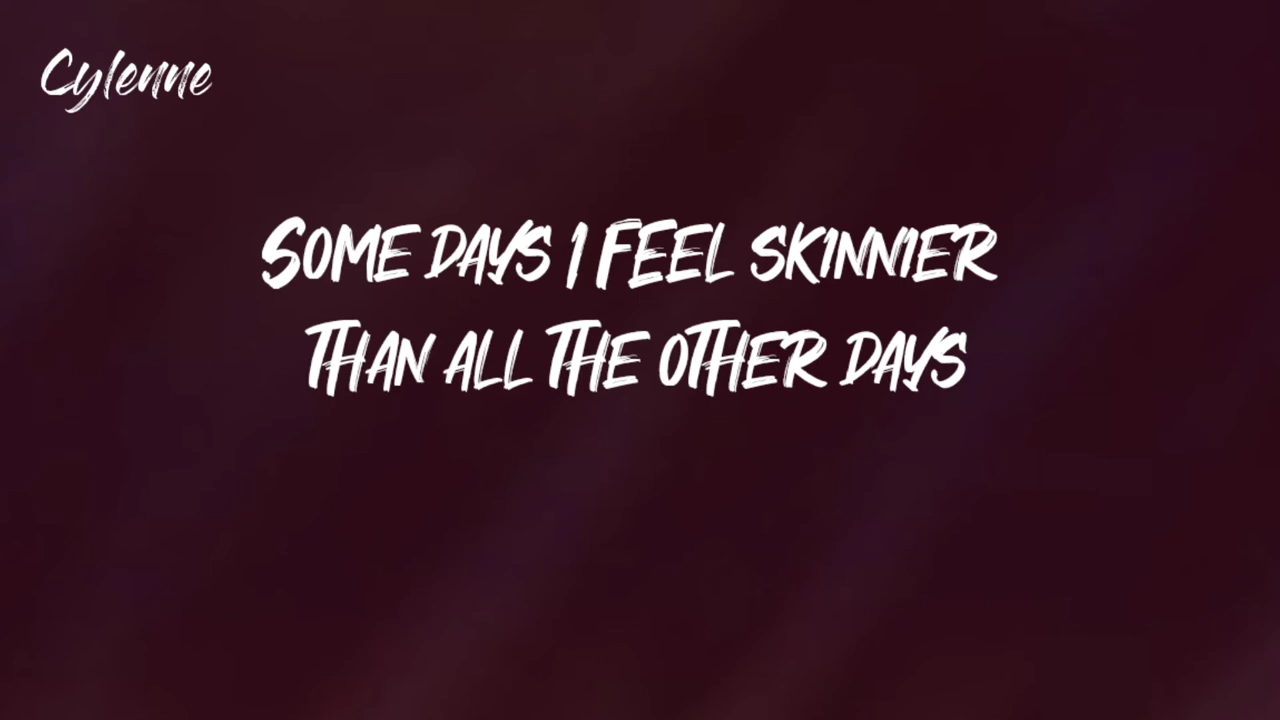 Cylenne
SOME DAYS I FEEL SKINNIER
THAN ALL THE OTHER DAYS